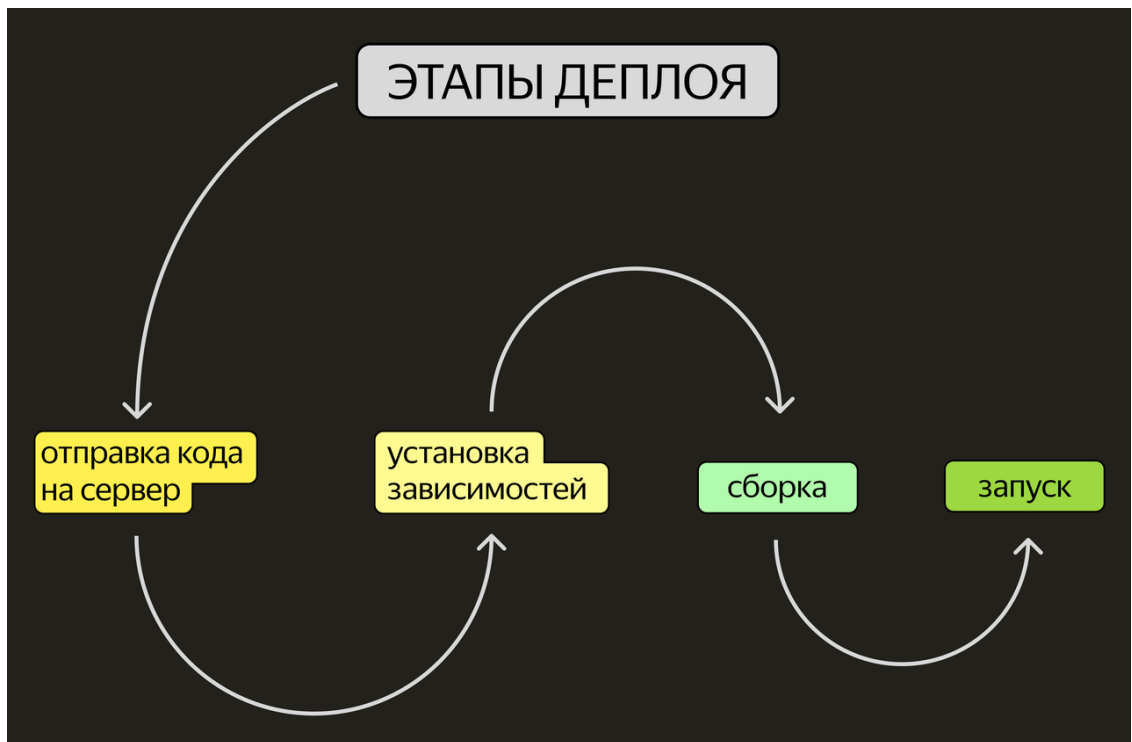 ЭТАПЫ ДЕПЛОЯ
отправка кода
на сервер
установка
зависимостей
сборка
запуск